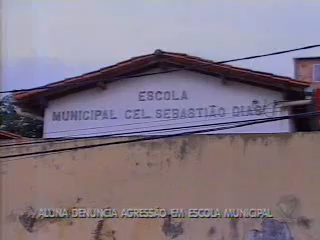 ESCOLA
MUNICIPAL CEL. SEBASTIÃO DIAS
ALUNA DENUNCIA AGRESSÃO EM ESCOLA MUNICIPAL